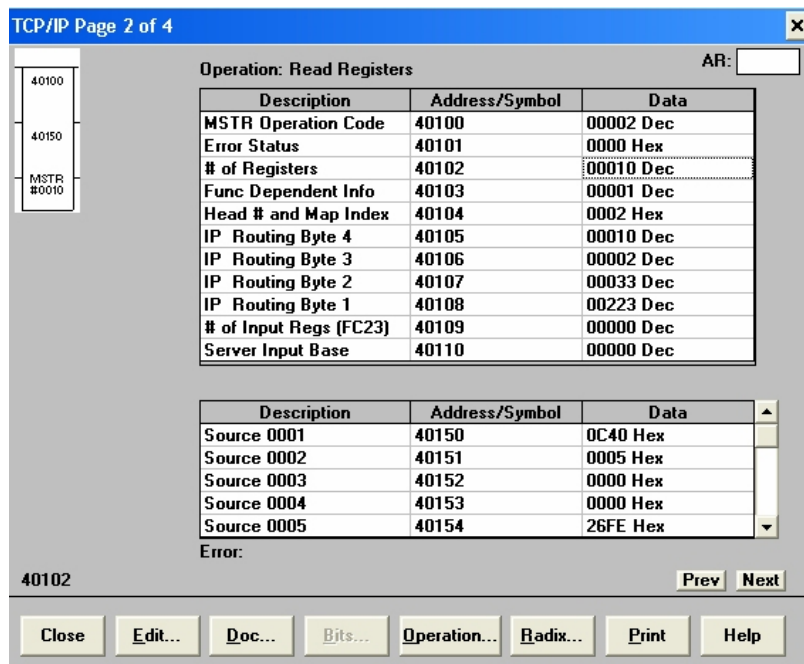 TCP/IP Page 2 of 4
AR:
40100
40150
MSTR
#0010
Operation: Read Registers
Description Address/Symbol Data
MSTR Operation Code 40100 00002 Dec
Error Status 40101 0000 Hex
# of Registers 40102 00010 Dec
Func Dependent Info 40103 00001 Dec
Head # and Map Index 40104 0002 Hex
IP Routing Byte 4 40105 00010 Dec
IP Routing Byte 3 40106 00002 Dec
IP Routing Byte 2 40107 00033 Dec
IP Routing Byte 1 40108 00223 Dec
# of Input Regs (FC23) 40109 00000 Dec
Server Input Base 40110 00000 Dec
Description Address/Symbol Data
Source 0001 40150 0C40 Hex
Source 0002 40151 0005 Hex
Source 0003 40152 0000 Hex
Source 0004 40153 0000 Hex
Source 0005 40154 26FE Hex
Error:
40102 Prev Next
Close Edit... Doc... Bits... Operation... Radix... Print Help